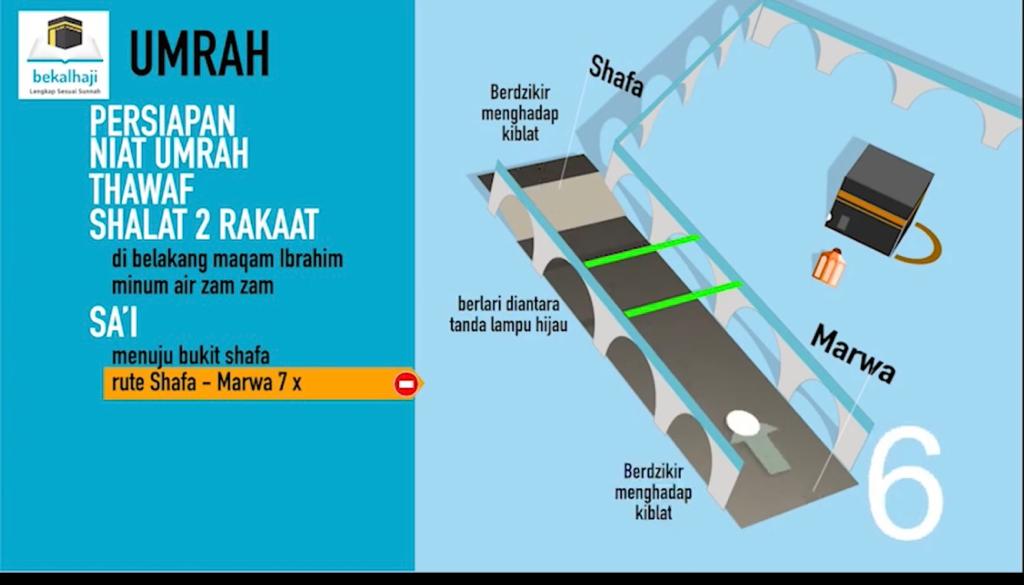 bekalhaji
Lengkap Sesuai Sunnah
UMRAH
PERSIAPAN
NIAT UMRAH
THAWAF
SHALAT 2 RAKAAT
di belakang maqam Ibrahim
minum air zam zam
SA'I
menuju bukit shafa
rute Shafa - Marwa 7 x
Shafa
Berdzikir
menghadap
kiblat
berlari diantara
tanda lampu hijau
Marwa
Berdzikir
menghadap
kiblat
6